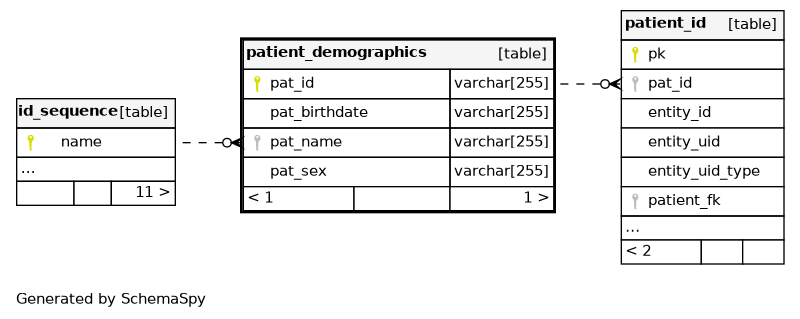 id_sequence [table]
name
...
11 >
patient_demographics [table]
pat_id varchar[255]
pat_birthdate varchar[255]
pat_name varchar[255]
pat_sex varchar[255]
< 1 1 >
patient_id [table]
pk
pat_id
entity_id
entity_uid
entity_uid_type
patient_fk
...
< 2
Generated by SchemaSpy